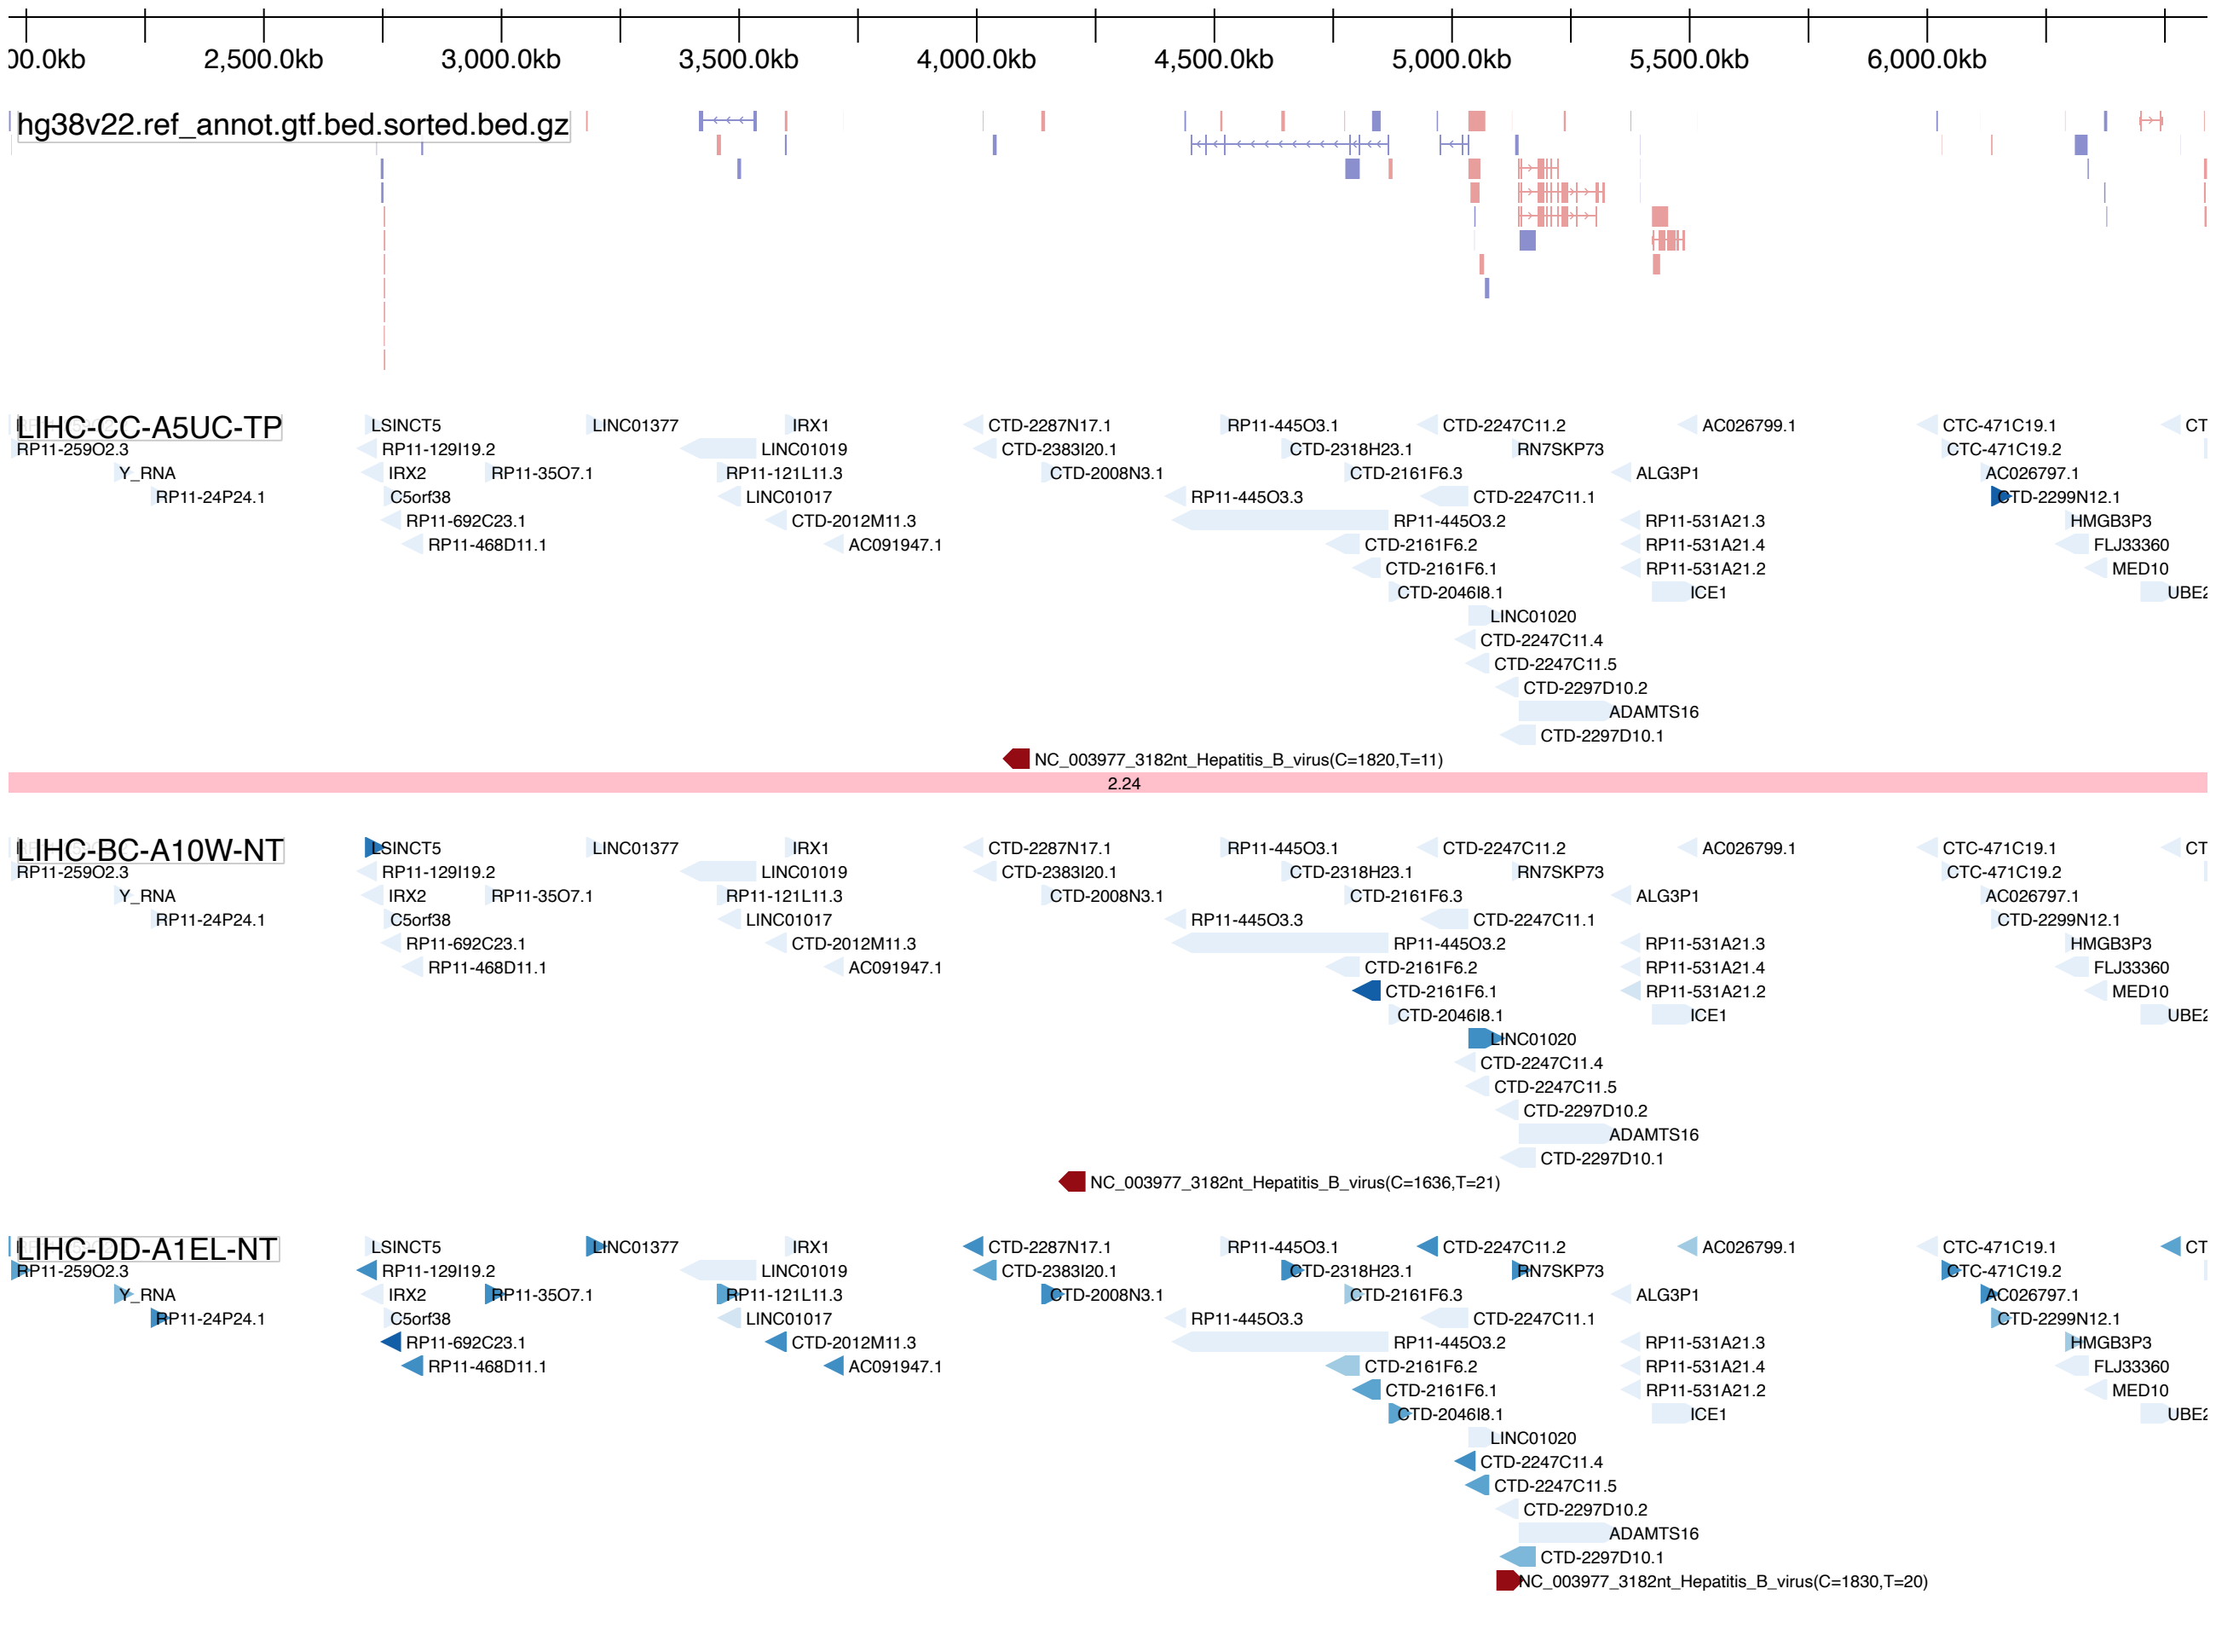 00.0kb 2,500.0kb 3,000.0kb 3,500.0kb 4,000.0kb 4,500.0kb 5,000.0kb 5,500.0kb 6,000.0kb
hg38v22.ref_annot.gtf.bed.sorted.bed.gz
LIHC-CC-A5UC-TP LSINCT5 LINC01377 IRX1 CTD-2287N17.1 RP11-445O3.1 CTD-2247C11.2 AC026799.1 CTC-471C19.1 CT
RP11-259O2.3 RP11-129I19.2 LINC01019 CTD-2383I20.1 CTD-2318H23.1 RN7SKP73 CTC-471C19.2
Y_RNA IRX2 RP11-35O7.1 RP11-121L11.3 CTD-2008N3.1 CTD-2161F6.3 ALG3P1 AC026797.1
RP11-24P24.1 C5orf38 LINC01017 RP11-445O3.3 CTD-2247C11.1 CTD-2299N12.1
RP11-692C23.1 CTD-2012M11.3 RP11-445O3.2 RP11-531A21.3 HMGB3P3
RP11-468D11.1 AC091947.1 CTD-2161F6.2 RP11-531A21.4 FLJ33360
CTD-2161F6.1 RP11-531A21.2 MED10
CTD-2046I8.1 ICE1 UBE2
LINC01020
CTD-2247C11.4
CTD-2247C11.5
CTD-2297D10.2
ADAMTS16
CTD-2297D10.1
NC_003977_3182nt_Hepatitis_B_virus(C=1820,T=11)
2.24
LIHC-BC-A10W-NT LSINCT5 LINC01377 IRX1 CTD-2287N17.1 RP11-445O3.1 CTD-2247C11.2 AC026799.1 CTC-471C19.1 CT
RP11-259O2.3 RP11-129I19.2 LINC01019 CTD-2383I20.1 CTD-2318H23.1 RN7SKP73 CTC-471C19.2
Y_RNA IRX2 RP11-35O7.1 RP11-121L11.3 CTD-2008N3.1 CTD-2161F6.3 ALG3P1 AC026797.1
RP11-24P24.1 C5orf38 LINC01017 RP11-445O3.3 CTD-2247C11.1 CTD-2299N12.1
RP11-692C23.1 CTD-2012M11.3 RP11-445O3.2 RP11-531A21.3 HMGB3P3
RP11-468D11.1 AC091947.1 CTD-2161F6.2 RP11-531A21.4 FLJ33360
CTD-2161F6.1 RP11-531A21.2 MED10
CTD-2046I8.1 ICE1 UBE2
LINC01020
CTD-2247C11.4
CTD-2247C11.5
CTD-2297D10.2
ADAMTS16
CTD-2297D10.1
NC_003977_3182nt_Hepatitis_B_virus(C=1636,T=21)
LIHC-DD-A1EL-NT LSINCT5 LINC01377 IRX1 CTD-2287N17.1 RP11-445O3.1 CTD-2247C11.2 AC026799.1 CTC-471C19.1 CT
RP11-259O2.3 RP11-129I19.2 LINC01019 CTD-2383I20.1 CTD-2318H23.1 RN7SKP73 CTC-471C19.2
Y_RNA IRX2 RP11-35O7.1 RP11-121L11.3 CTD-2008N3.1 CTD-2161F6.3 ALG3P1 AC026797.1
RP11-24P24.1 C5orf38 LINC01017 RP11-445O3.3 CTD-2247C11.1 CTD-2299N12.1
RP11-692C23.1 CTD-2012M11.3 RP11-445O3.2 RP11-531A21.3 HMGB3P3
RP11-468D11.1 AC091947.1 CTD-2161F6.2 RP11-531A21.4 FLJ33360
CTD-2161F6.1 RP11-531A21.2 MED10
CTD-2046I8.1 ICE1 UBE2
LINC01020
CTD-2247C11.4
CTD-2247C11.5
CTD-2297D10.2
ADAMTS16
CTD-2297D10.1
NC_003977_3182nt_Hepatitis_B_virus(C=1830,T=20)